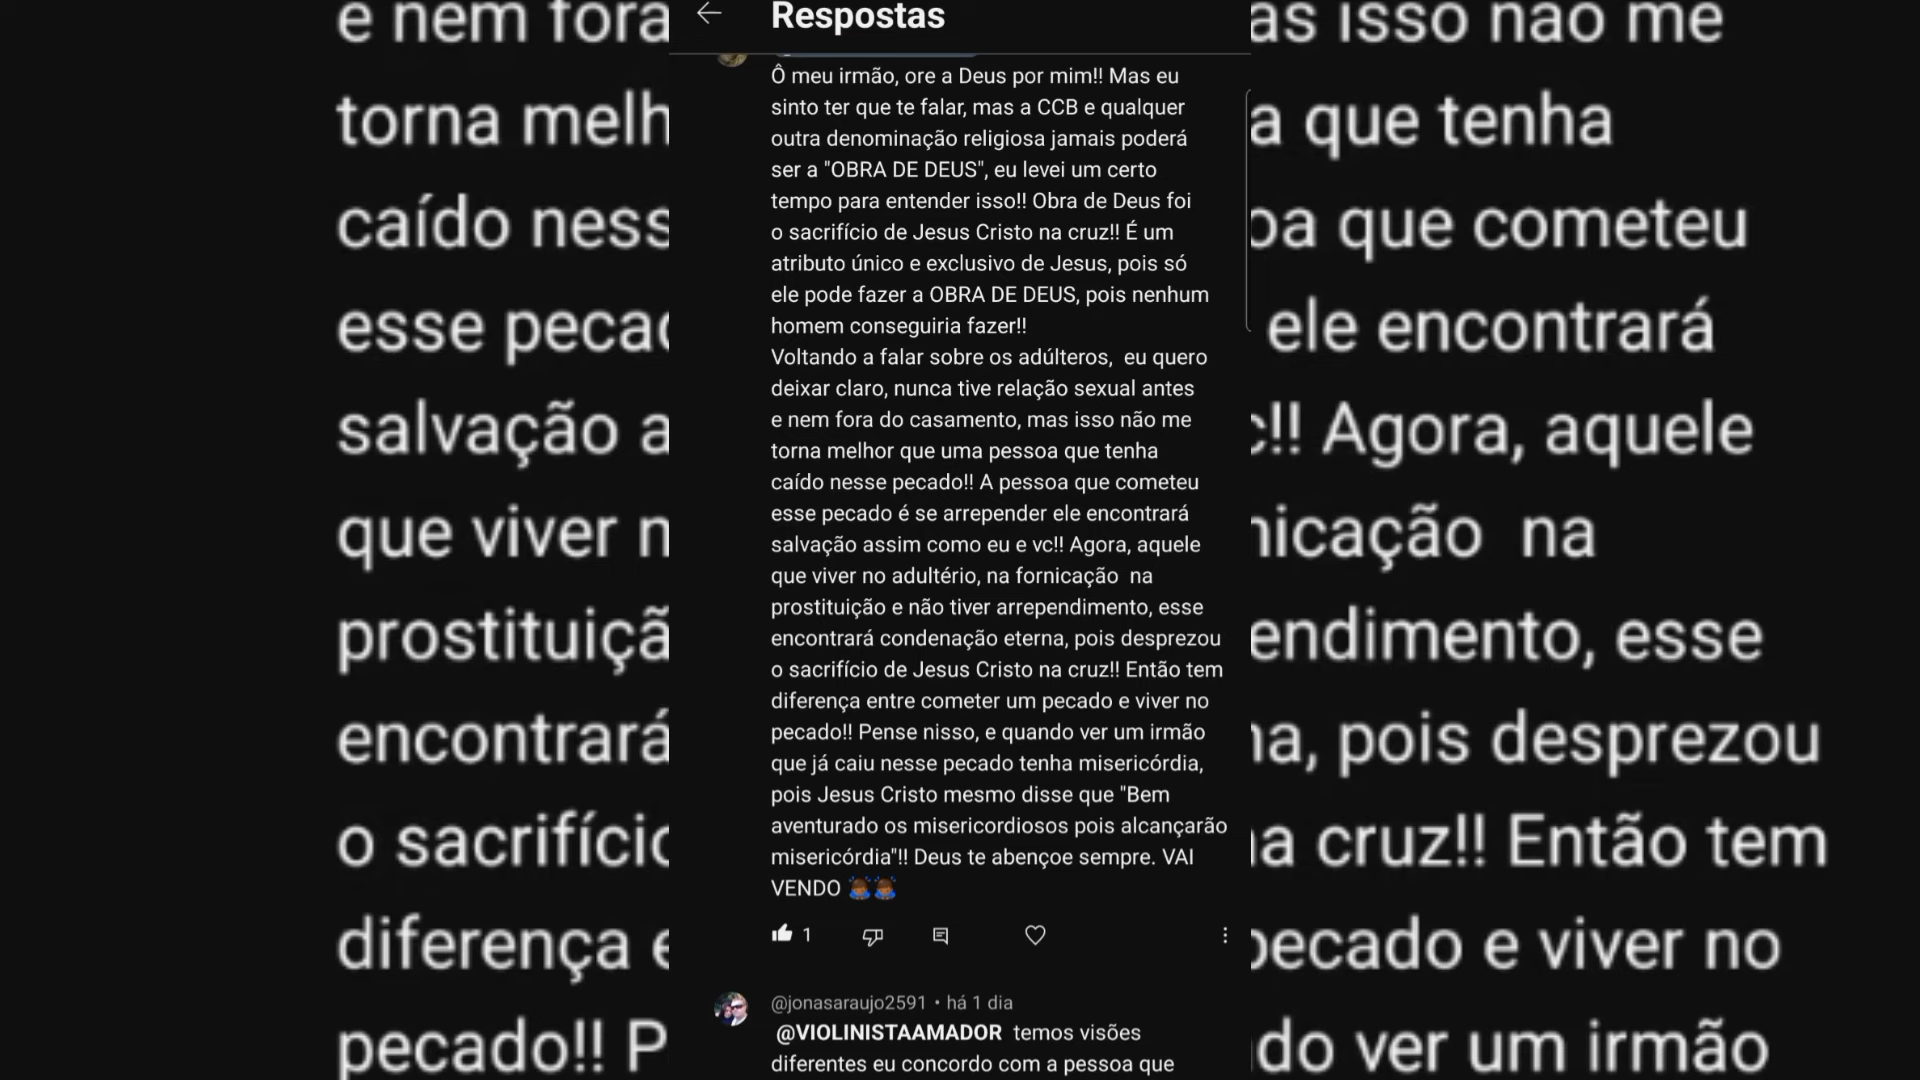 Respostas
Ô meu irmão, ore a Deus por mim!! Mas eu
sinto ter que te falar, mas a CCB e qualquer
outra denominação religiosa jamais poderá
ser a "OBRA DE DEUS", eu levei um certo
tempo para entender isso!! Obra de Deus foi
o sacrifício de Jesus Cristo na cruz!! É um
atributo único e exclusivo de Jesus, pois só
ele pode fazer a OBRA DE DEUS, pois nenhum
homem conseguiria fazer!!
Voltando a falar sobre os adúlteros,  eu quero
deixar claro, nunca tive relação sexual antes
e nem fora do casamento, mas isso não me
torna melhor que uma pessoa que tenha
caído nesse pecado!! A pessoa que cometeu
esse pecado é se arrepender ele encontrará
salvação assim como eu e vc!! Agora, aquele
que viver no adultério, na fornicação  na
prostituição e não tiver arrependimento, esse
encontrará condenação eterna, pois desprezou
o sacrifício de Jesus Cristo na cruz!! Então tem
diferença entre cometer um pecado e viver no
pecado!! Pense nisso, e quando ver um irmão
que já caiu nesse pecado tenha misericórdia,
pois Jesus Cristo mesmo disse que "Bem
aventurado os misericordiosos pois alcançarão
misericórdia"!! Deus te abençoe sempre. VAI
VENDO 🙇🏾🙇🏾
1
@jonasaraujo2591 • há 1 dia
@VIOLINISTAAMADOR  temos visões
diferentes eu concordo com a pessoa que
e nem fora
torna melh
caído ness
esse pecad
salvação a
que viver n
prostituiçã
encontrará
o sacrifício
diferença e
pecado!! P
as isso não me
a que tenha
oa que cometeu
ele encontrará
c!! Agora, aquele
nicação  na
endimento, esse
na, pois desprezou
na cruz!! Então tem
pecado e viver no
do ver um irmão